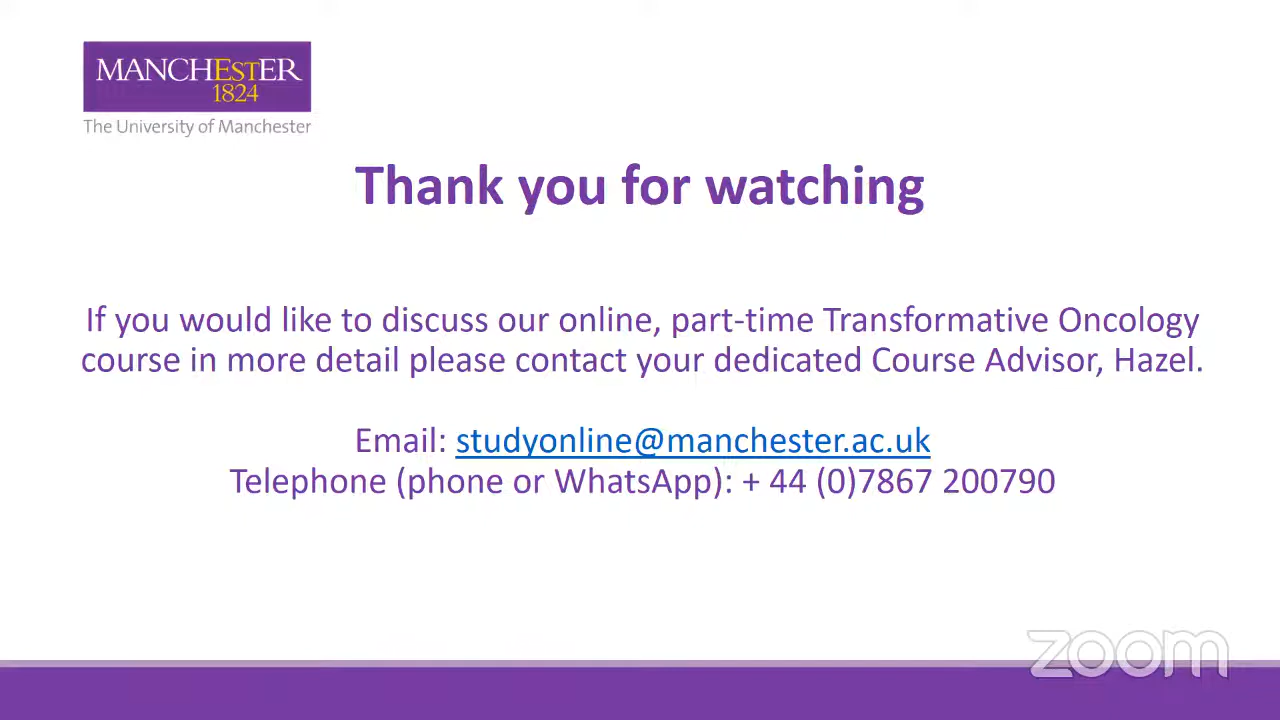 MANCHESTER
1824
The University of Manchester
Thank you for watching
If you would like to discuss our online, part-time Transformative Oncology
course in more detail please contact your dedicated Course Advisor, Hazel.
Email: studyonline@manchester.ac.uk
Telephone (phone or WhatsApp): + 44 (0)7867 200790
zoom